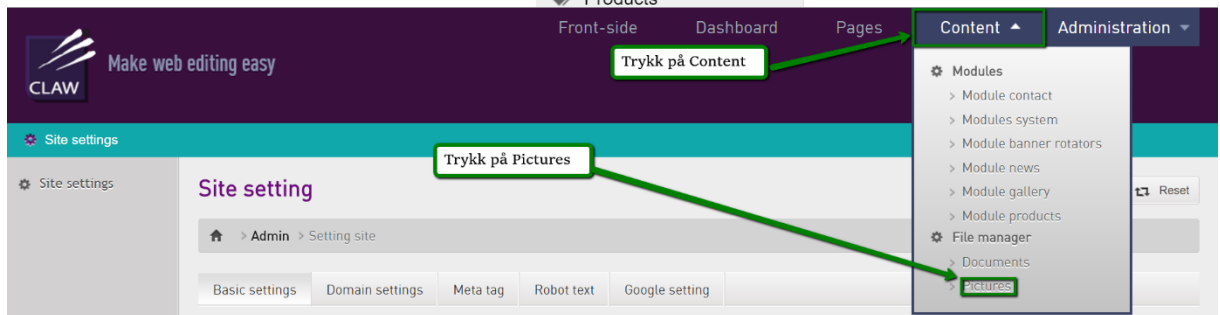 Products
Front-side Dashboard Pages Content Administration
Trykk på Content
CLAW
Make web editing easy
Modules
Module contact
Modules system
Module banner rotators
Module news
Module gallery
Module products
File manager
Documents
Pictures
Site settings
Trykk på Pictures
Site settings
Site setting
Reset
> Admin > Setting site
Basic settings Domain settings Meta tag Robot text Google setting